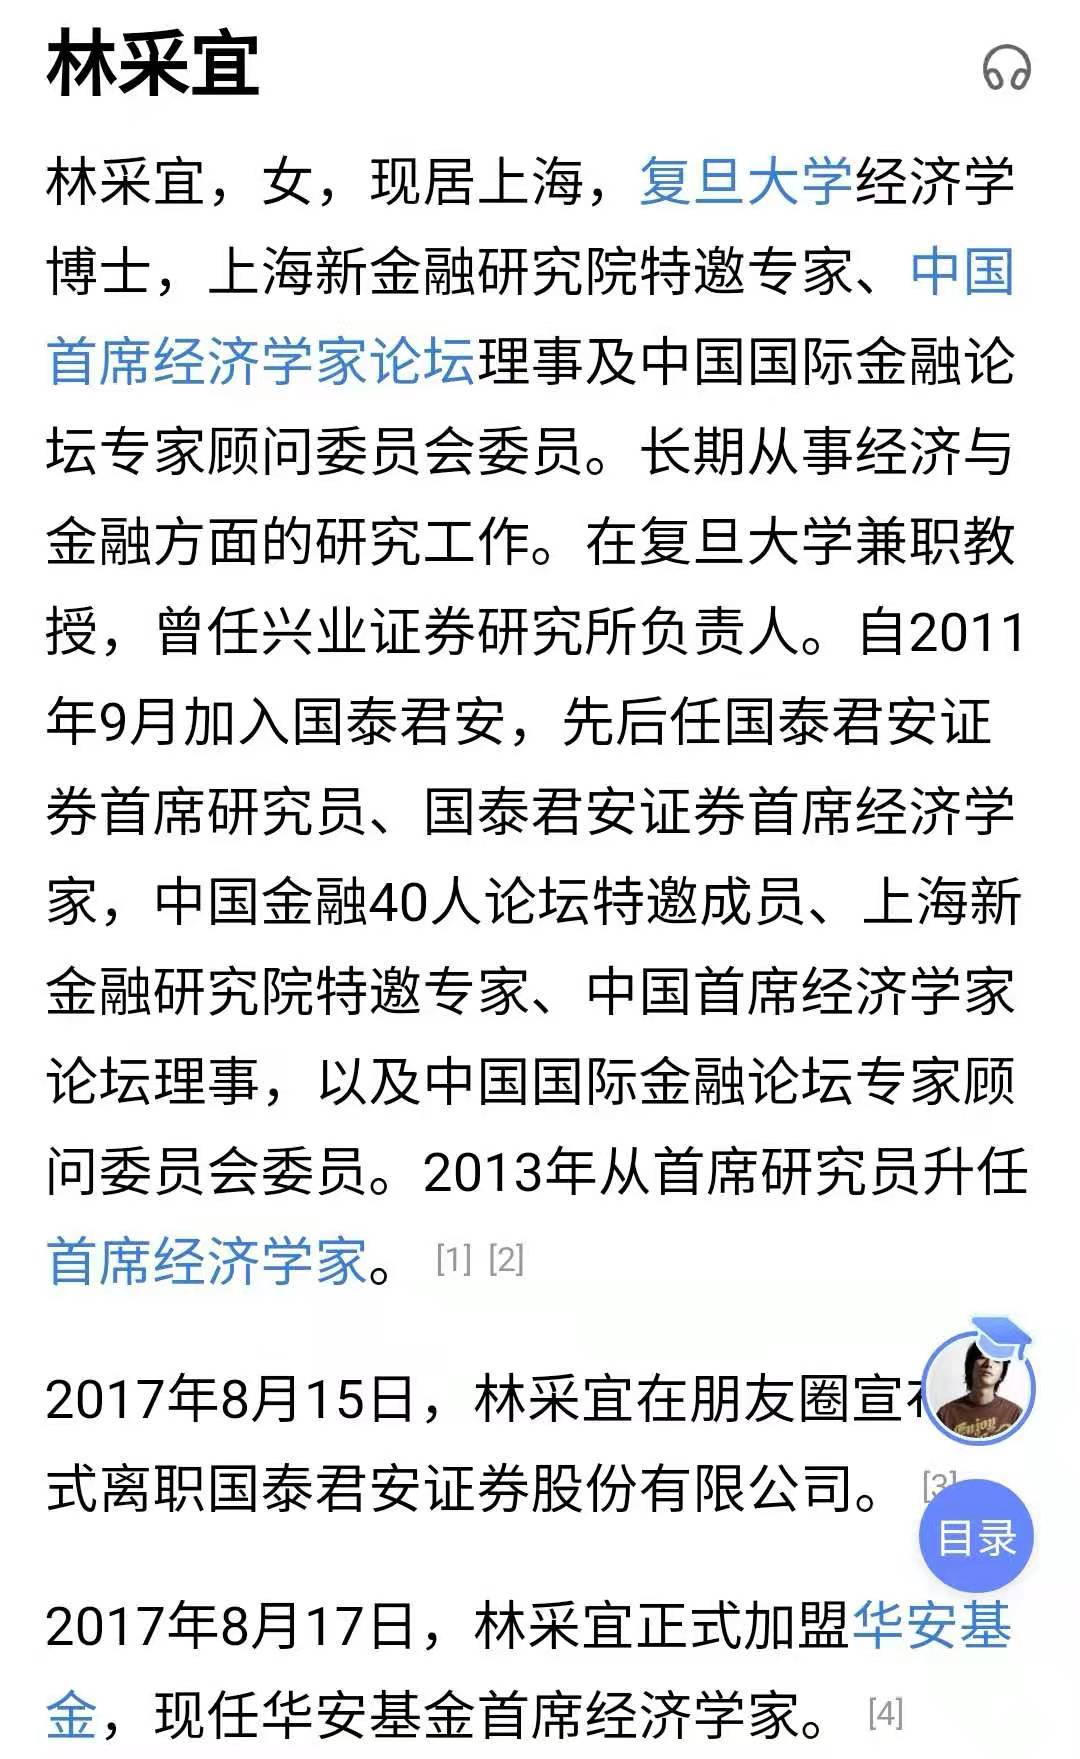 林采宜
林采宜，女，现居上海，复旦大学经济学
博士，上海新金融研究院特邀专家、中国
首席经济学家论坛理事及中国国际金融论
坛专家顾问委员会委员。长期从事经济与
金融方面的研究工作。在复旦大学兼职教
授，曾任兴业证券研究所负责人。自2011
年9月加入国泰君安，先后任国泰君安证
券首席研究员、国泰君安证券首席经济学
家，中国金融40人论坛特邀成员、上海新
金融研究院特邀专家、中国首席经济学家
论坛理事，以及中国国际金融论坛专家顾
问委员会委员。2013年从首席研究员升任
首席经济学家。 [1] [2]
2017年8月15日，林采宜在朋友圈宣
式离职国泰君安证券股份有限公司。 [3]
Enjoy
目录
2017年8月17日，林采宜正式加盟华安基
金，现任华安基金首席经济学家。 [4]